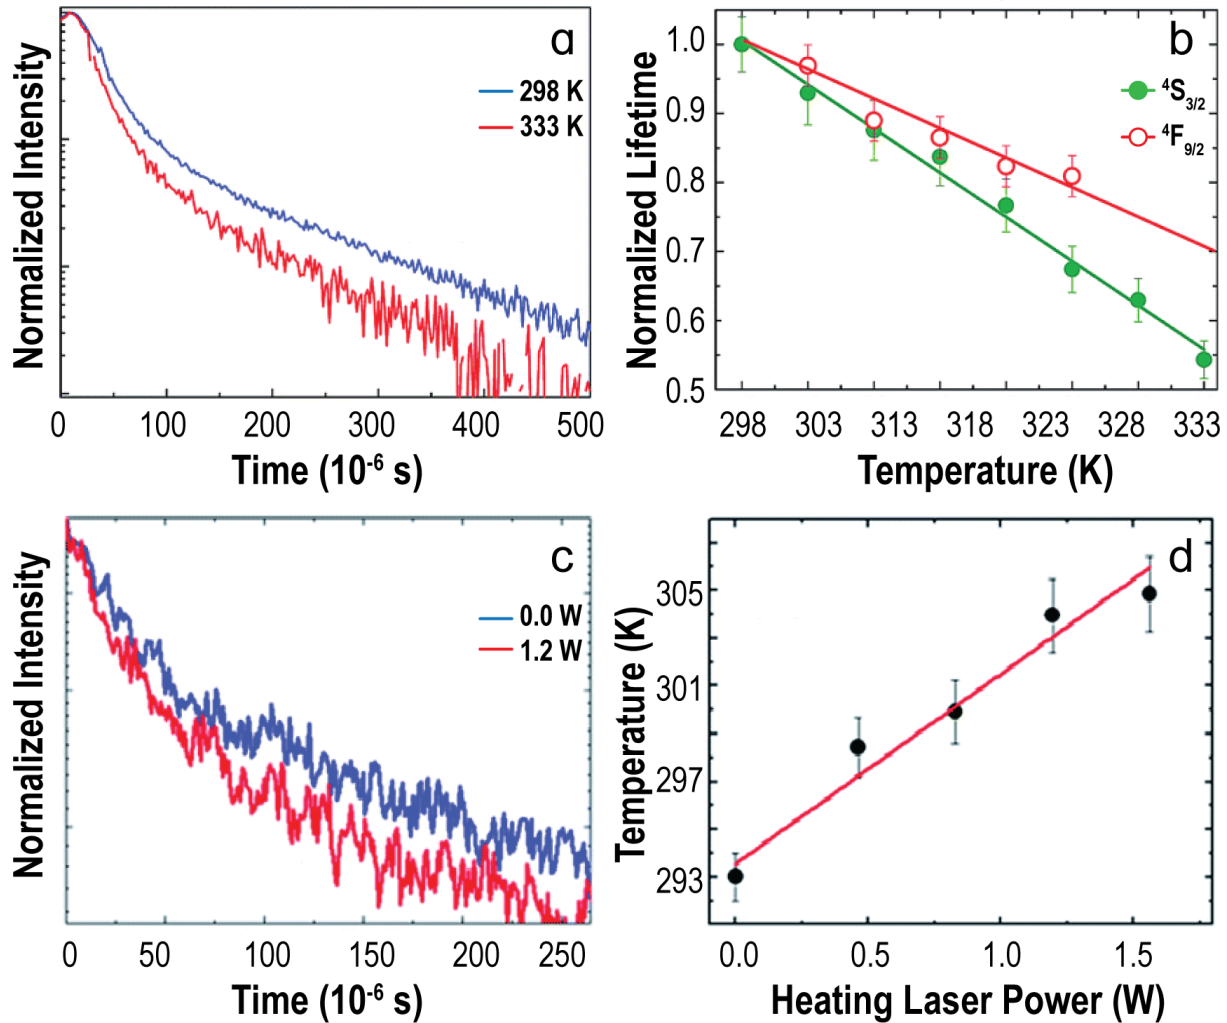 a
298 K
333 K
Normalized Intensity
0 100 200 300 400 500
Time (10⁻⁶ s)
b
⁴S₃/₂
⁴F₉/₂
Normalized Lifetime
1.0
0.9
0.8
0.7
0.6
0.5
298 303 313 318 323 328 333
Temperature (K)
c
0.0 W
1.2 W
Normalized Intensity
0 50 100 150 200 250
Time (10⁻⁶ s)
d
Temperature (K)
305
301
297
293
0.0 0.5 1.0 1.5
Heating Laser Power (W)